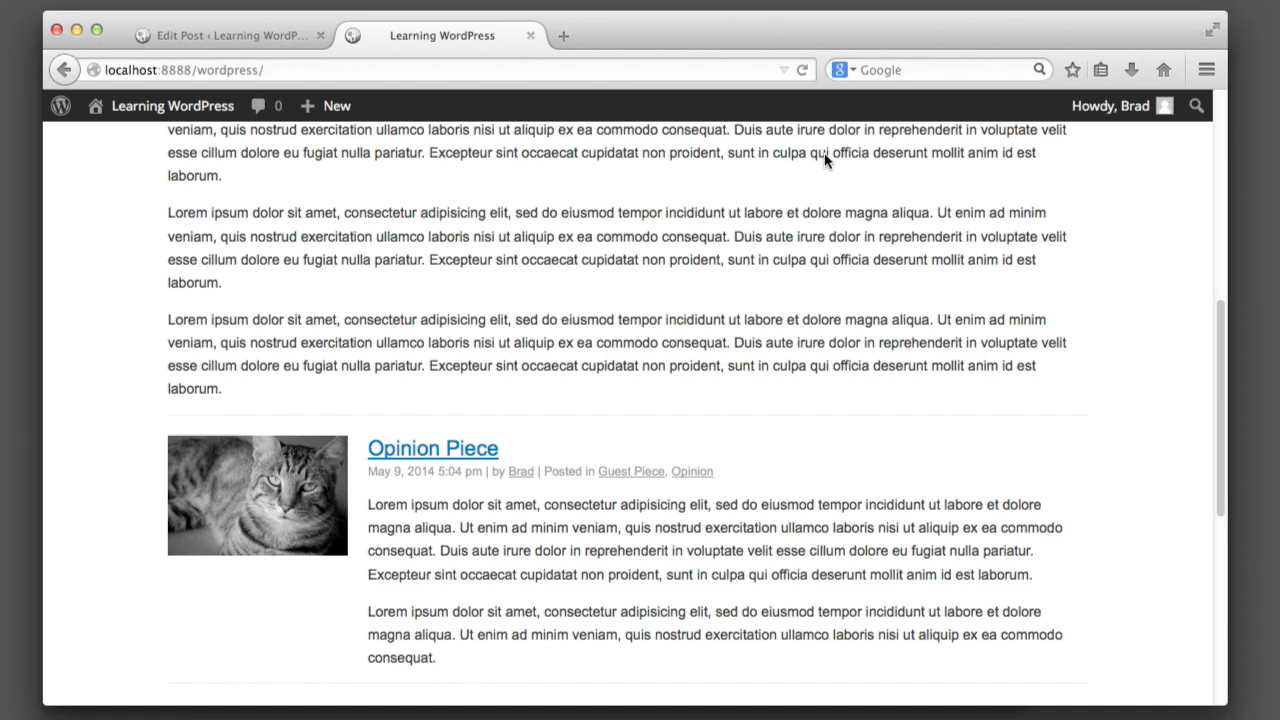 Edit Post ‹ Learning WordP...
Learning WordPress
localhost:8888/wordpress/
Google
Learning WordPress
0
New
Howdy, Brad
veniam, quis nostrud exercitation ullamco laboris nisi ut aliquip ex ea commodo consequat. Duis aute irure dolor in reprehenderit in voluptate velit
esse cillum dolore eu fugiat nulla pariatur. Excepteur sint occaecat cupidatat non proident, sunt in culpa qui officia deserunt mollit anim id est
laborum.
Lorem ipsum dolor sit amet, consectetur adipisicing elit, sed do eiusmod tempor incididunt ut labore et dolore magna aliqua. Ut enim ad minim
veniam, quis nostrud exercitation ullamco laboris nisi ut aliquip ex ea commodo consequat. Duis aute irure dolor in reprehenderit in voluptate velit
esse cillum dolore eu fugiat nulla pariatur. Excepteur sint occaecat cupidatat non proident, sunt in culpa qui officia deserunt mollit anim id est
laborum.
Lorem ipsum dolor sit amet, consectetur adipisicing elit, sed do eiusmod tempor incididunt ut labore et dolore magna aliqua. Ut enim ad minim
veniam, quis nostrud exercitation ullamco laboris nisi ut aliquip ex ea commodo consequat. Duis aute irure dolor in reprehenderit in voluptate velit
esse cillum dolore eu fugiat nulla pariatur. Excepteur sint occaecat cupidatat non proident, sunt in culpa qui officia deserunt mollit anim id est
laborum.
Opinion Piece
May 9, 2014 5:04 pm | by Brad | Posted in Guest Piece, Opinion
Lorem ipsum dolor sit amet, consectetur adipisicing elit, sed do eiusmod tempor incididunt ut labore et dolore
magna aliqua. Ut enim ad minim veniam, quis nostrud exercitation ullamco laboris nisi ut aliquip ex ea commodo
consequat. Duis aute irure dolor in reprehenderit in voluptate velit esse cillum dolore eu fugiat nulla pariatur.
Excepteur sint occaecat cupidatat non proident, sunt in culpa qui officia deserunt mollit anim id est laborum.
Lorem ipsum dolor sit amet, consectetur adipisicing elit, sed do eiusmod tempor incididunt ut labore et dolore
magna aliqua. Ut enim ad minim veniam, quis nostrud exercitation ullamco laboris nisi ut aliquip ex ea commodo
consequat.